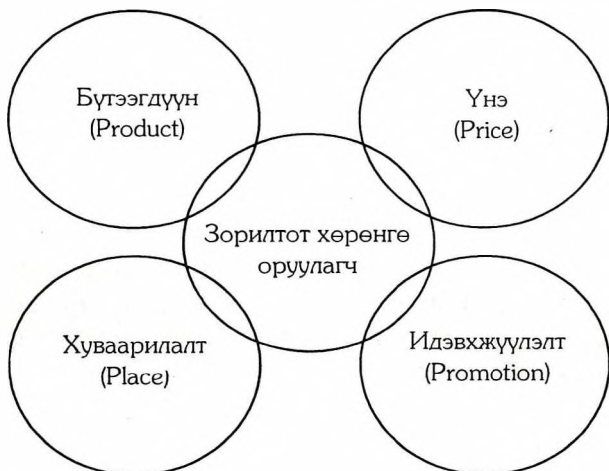 Бүтээгдүүн
(Product)
Үнэ
(Price)
Зорилтот хөрөнгө
оруулагч
Хуваарилалт
(Place)
Идэвхжүүлэлт
(Promotion)